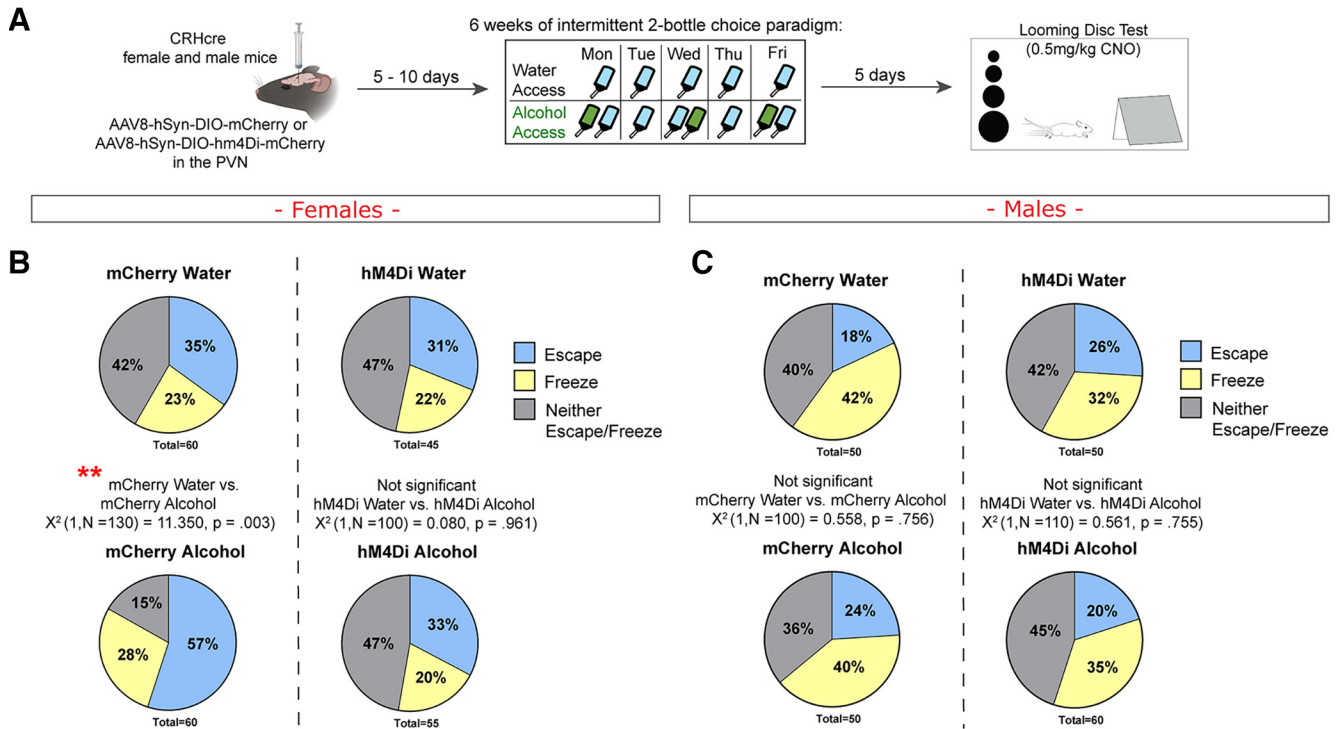 A
CRHcre
female and male mice
AAV8-hSyn-DIO-mCherry or
AAV8-hSyn-DIO-hm4Di-mCherry
in the PVN
5 - 10 days
6 weeks of intermittent 2-bottle choice paradigm:
Mon Tue Wed Thu Fri
Water
Access
Alcohol
Access
5 days
Looming Disc Test
(0.5mg/kg CNO)
- Females -
- Males -
B
mCherry Water
35%
23%
42%
Total=60
hM4Di Water
31%
22%
47%
Total=45
Escape
Freeze
Neither
Escape/Freeze
** mCherry Water vs.
mCherry Alcohol
X² (1,N =130) = 11.350, p = .003)
Not significant
hM4Di Water vs. hM4Di Alcohol
X² (1,N =100) = 0.080, p = .961)
mCherry Alcohol
15%
57%
28%
Total=60
hM4Di Alcohol
33%
47%
20%
Total=55
C
mCherry Water
18%
40%
42%
Total=50
hM4Di Water
26%
42%
32%
Total=50
Escape
Freeze
Neither
Escape/Freeze
Not significant
mCherry Water vs. mCherry Alcohol
X² (1,N =100) = 0.558, p = .756)
Not significant
hM4Di Water vs. hM4Di Alcohol
X² (1,N =110) = 0.561, p = .755)
mCherry Alcohol
24%
36%
40%
Total=50
hM4Di Alcohol
20%
45%
35%
Total=60